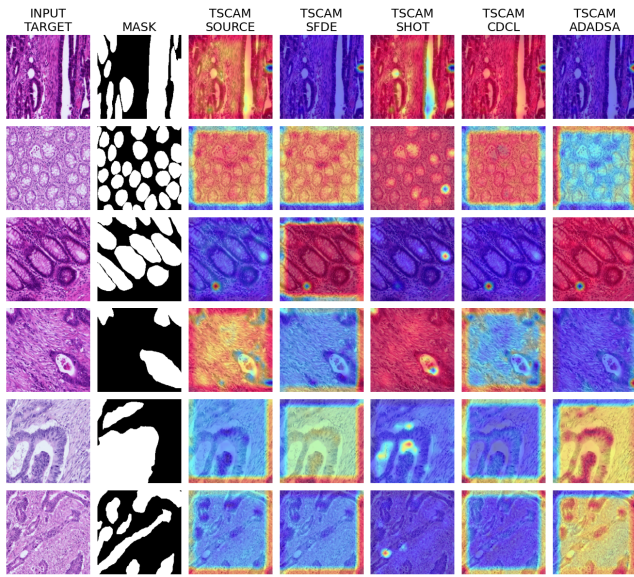 INPUT TARGET
MASK
TSCAM SOURCE
TSCAM SFDE
TSCAM SHOT
TSCAM CDCL
TSCAM ADADSA